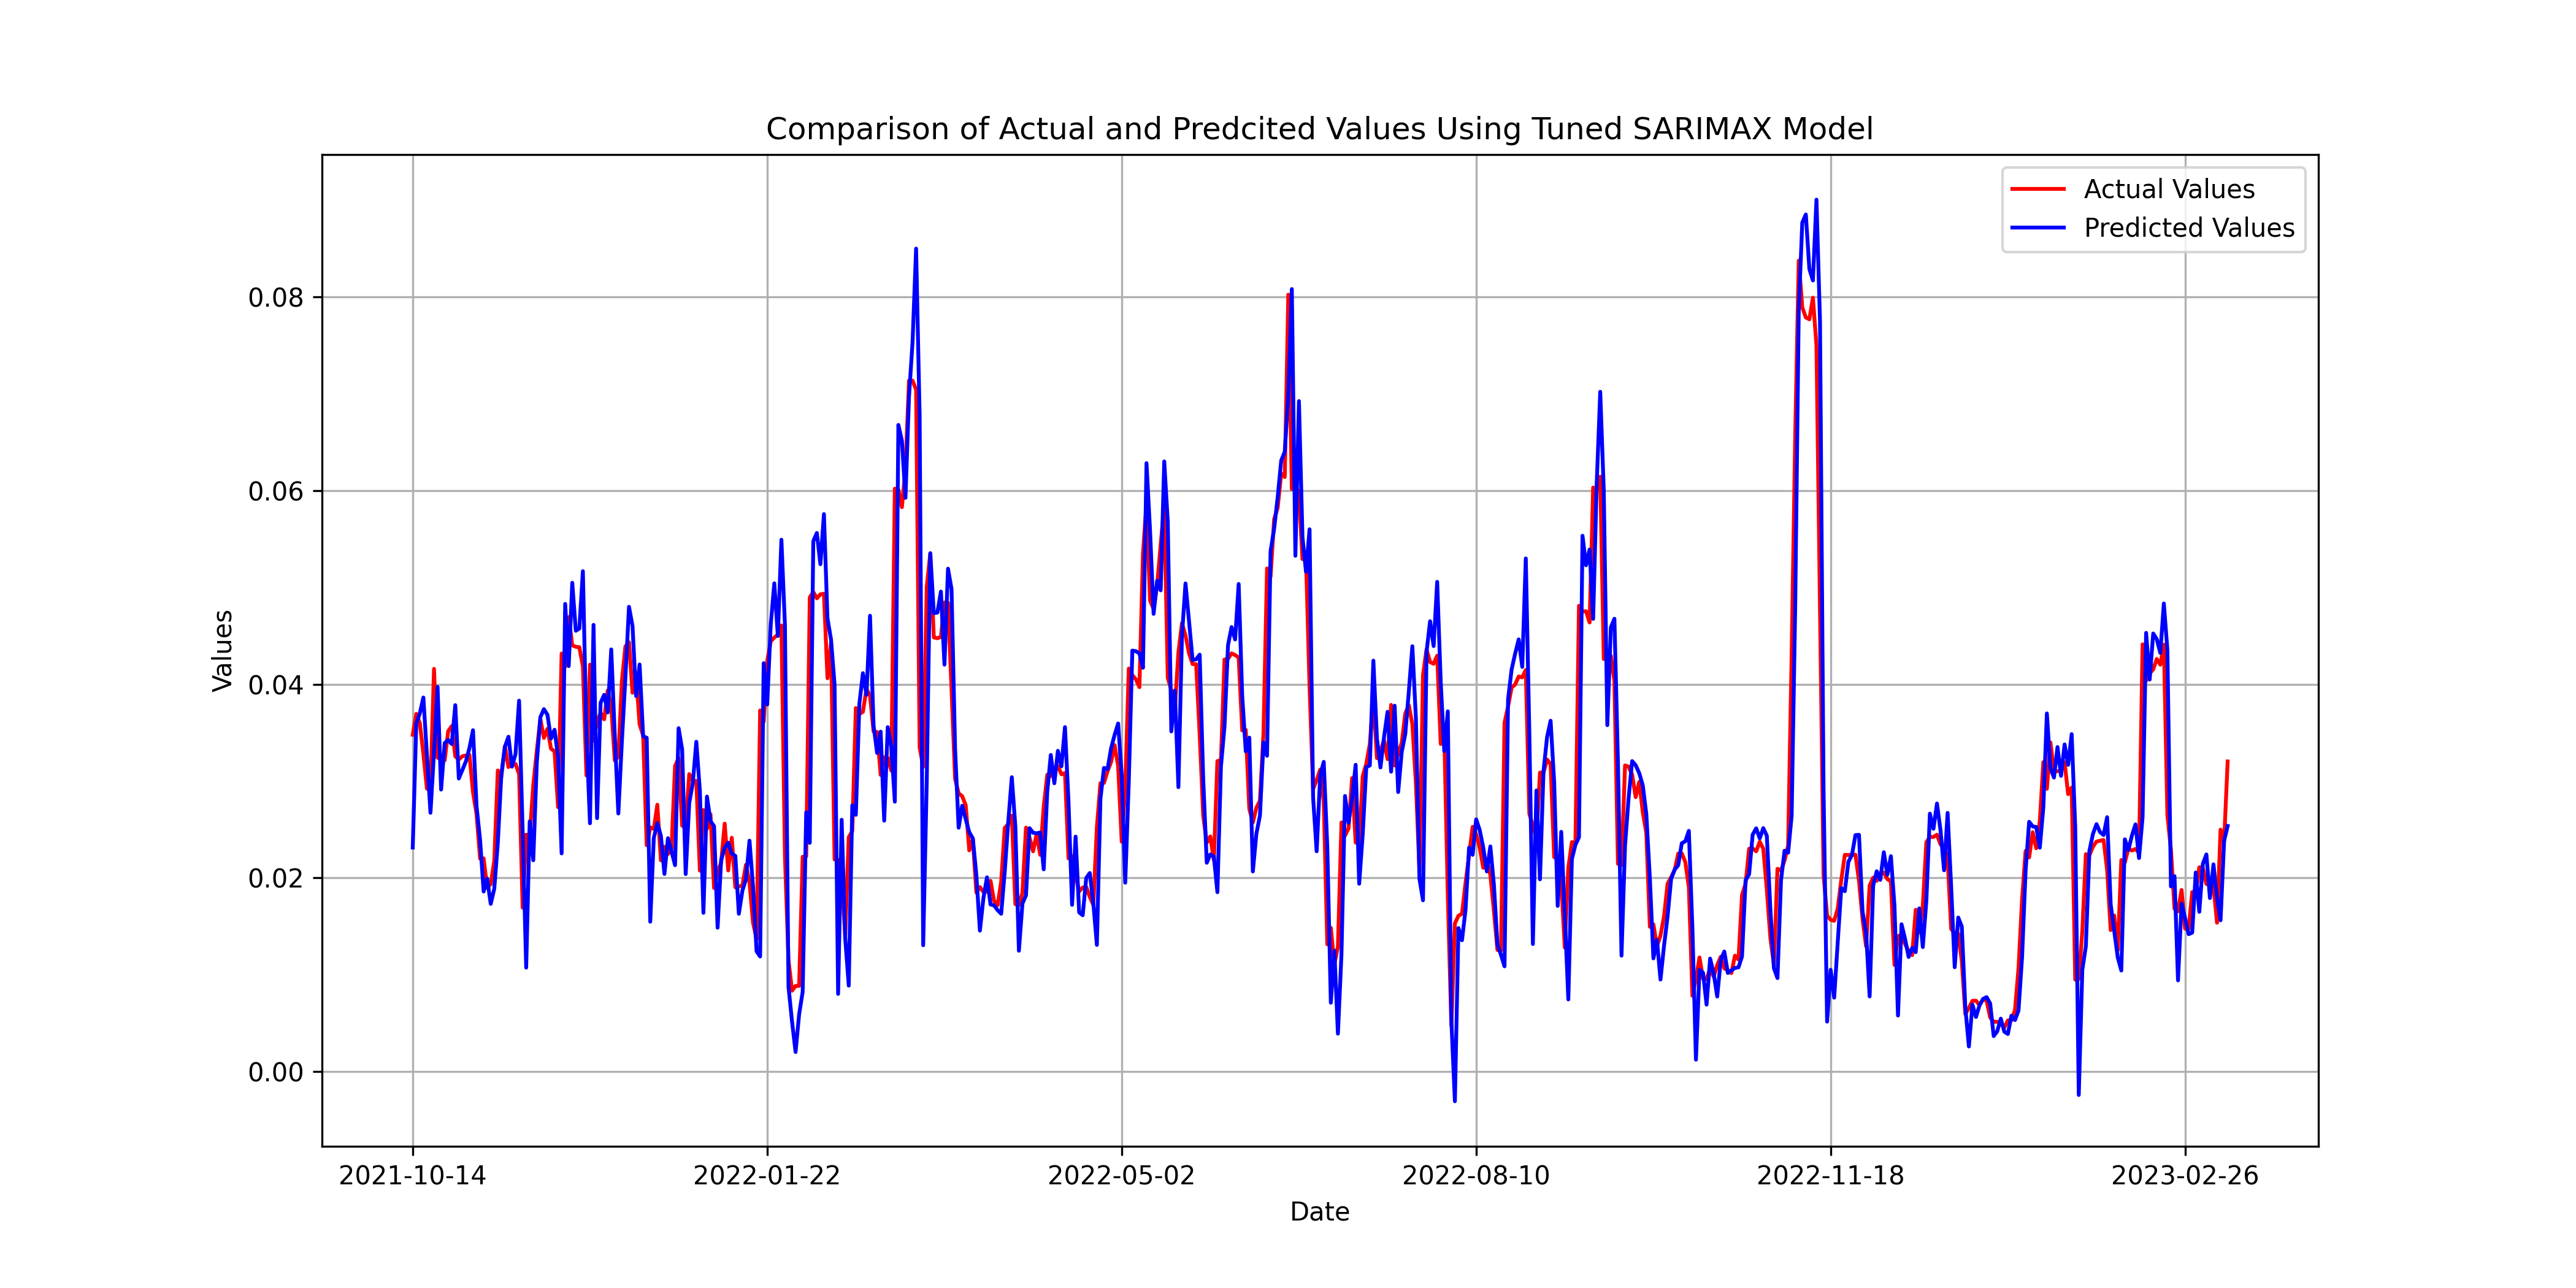 Comparison of Actual and Predcited Values Using Tuned SARIMAX Model
Actual Values
Predicted Values
Values
0.08
0.06
0.04
0.02
0.00
2021-10-14 2022-01-22 2022-05-02 2022-08-10 2022-11-18 2023-02-26
Date